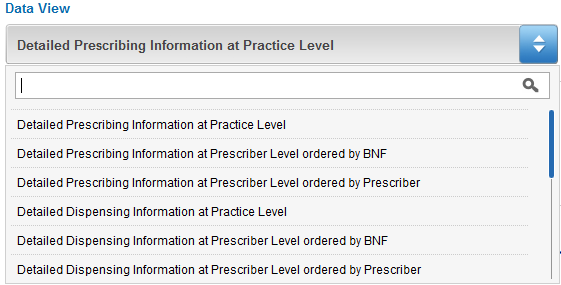 Data View
Detailed Prescribing Information at Practice Level
Detailed Prescribing Information at Practice Level
Detailed Prescribing Information at Prescriber Level ordered by BNF
Detailed Prescribing Information at Prescriber Level ordered by Prescriber
Detailed Dispensing Information at Practice Level
Detailed Dispensing Information at Prescriber Level ordered by BNF
Detailed Dispensing Information at Prescriber Level ordered by Prescriber